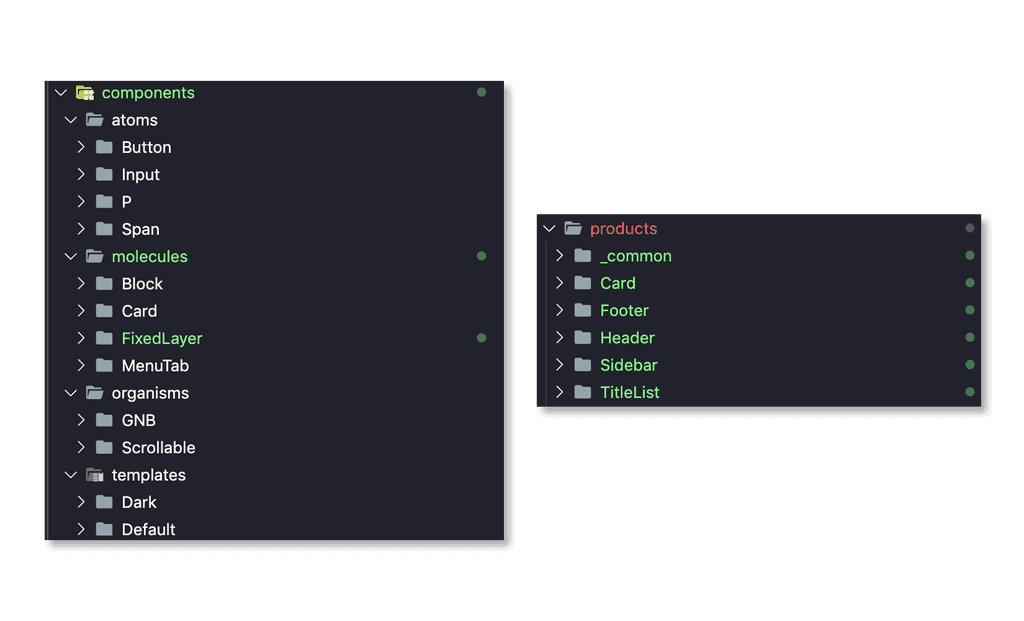 components
atoms
Button
Input
P
Span
molecules
Block
Card
FixedLayer
MenuTab
organisms
GNB
Scrollable
templates
Dark
Default
products
_common
Card
Footer
Header
Sidebar
TitleList